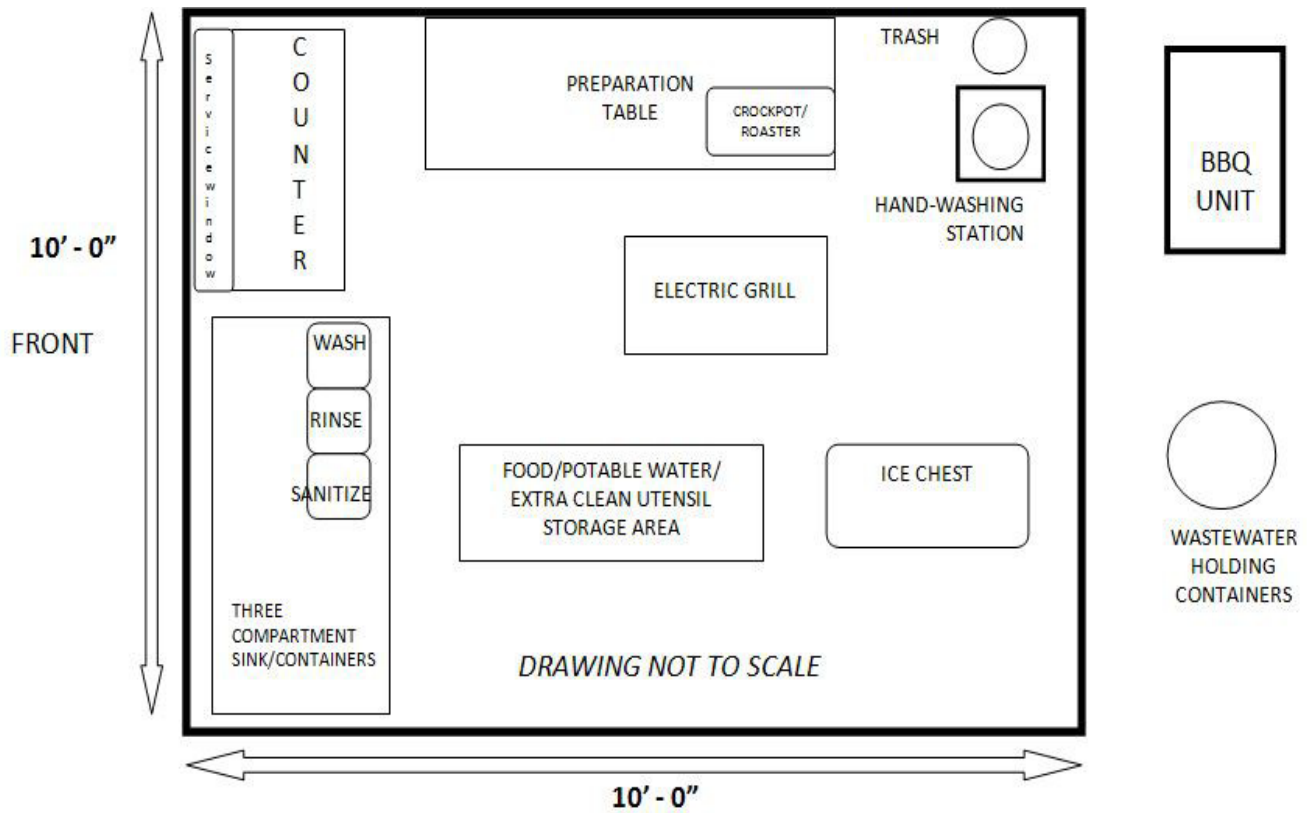 Servicewindow
COUNTER
PREPARATION
TABLE
CROCKPOT/
ROASTER
TRASH
HAND-WASHING
STATION
BBQ
UNIT
10' - 0"
FRONT
ELECTRIC GRILL
WASH
RINSE
SANITIZE
THREE
COMPARTMENT
SINK/CONTAINERS
FOOD/POTABLE WATER/
EXTRA CLEAN UTENSIL
STORAGE AREA
ICE CHEST
WASTEWATER
HOLDING
CONTAINERS
DRAWING NOT TO SCALE
10' - 0"